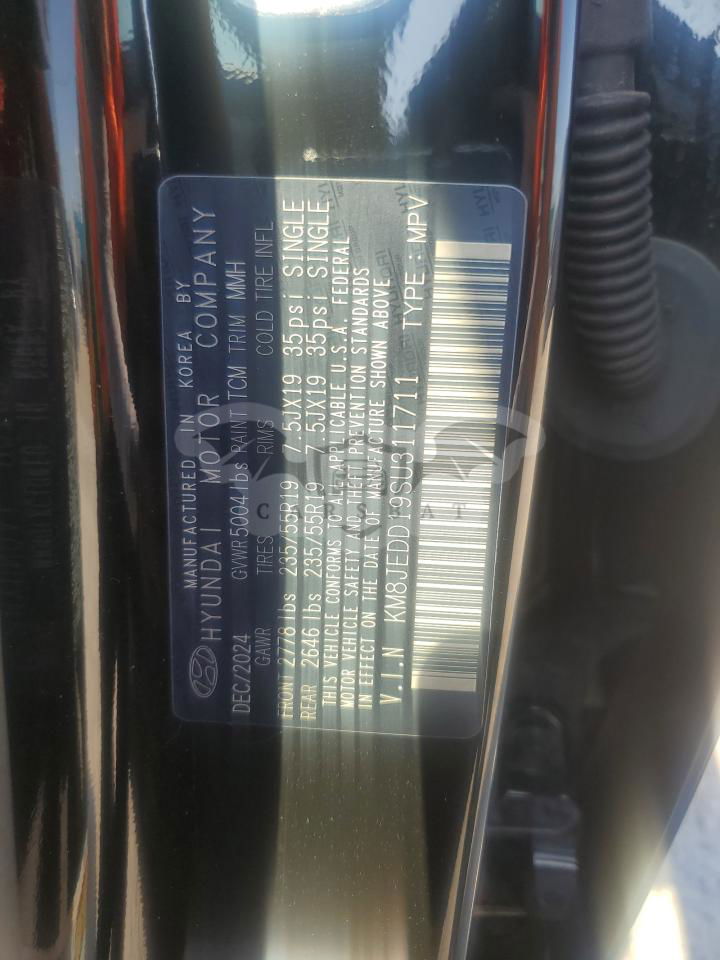 MANUFACTURED IN KOREA BY
HYUNDAI MOTOR COMPANY
DEC/2024 GVWR 5004 lbs PAINT TCM TRIM MMH
GAWR TIRES RIMS COLD TIRE INFL
FRONT 2778 lbs 235/55R19 7.5JX19 35psi SINGLE
REAR 2646 lbs 235/55R19 7.5JX19 35psi SINGLE
THIS VEHICLE CONFORMS TO ALL APPLICABLE U.S.A. FEDERAL
MOTOR VEHICLE SAFETY AND THEFT PREVENTION STANDARDS
IN EFFECT ON THE DATE OF MANUFACTURE SHOWN ABOVE
V.I.N KM8JEDD19SU311711 TYPE : MPV
CARSRAT